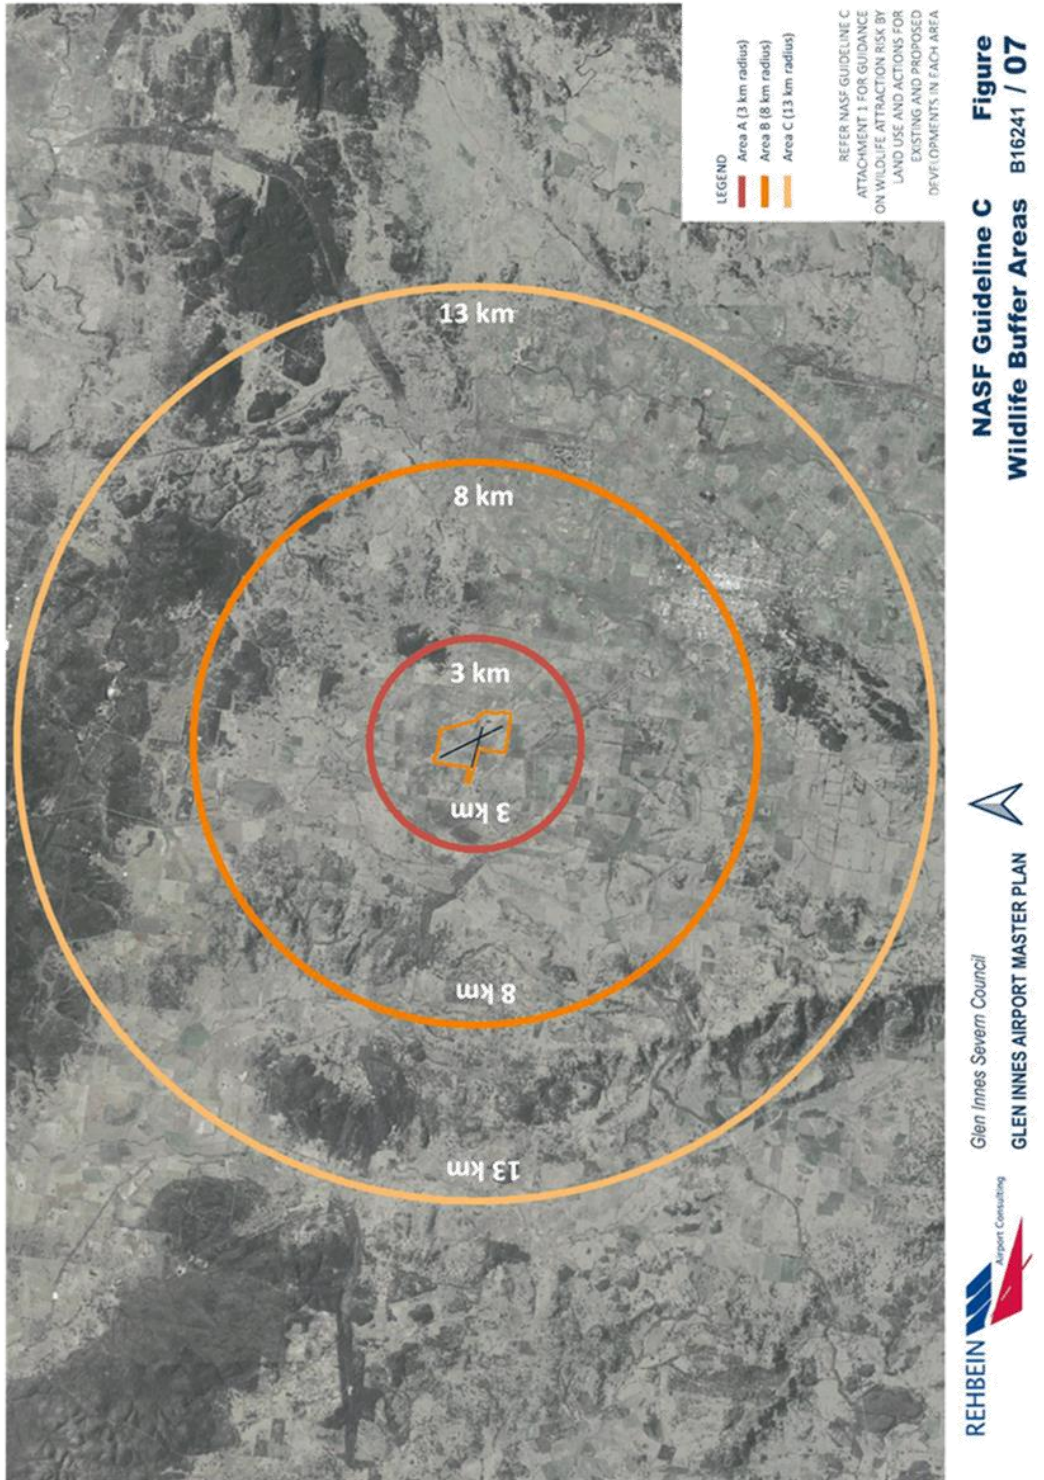 13 km
8 km
3 km
3 km
8 km
13 km
LEGEND
Area A (3 km radius)
Area B (8 km radius)
Area C (13 km radius)
REFER NASF GUIDELINE C
ATTACHMENT 1 FOR GUIDANCE
ON WILDLIFE ATTRACTION RISK BY
LAND USE AND ACTIONS FOR
EXISTING AND PROPOSED
DEVELOPMENTS IN EACH AREA
REHBEIN
Airport Consulting
Glen Innes Severn Council
GLEN INNES AIRPORT MASTER PLAN
NASF Guideline C
Wildlife Buffer Areas
Figure
B16241 / 07